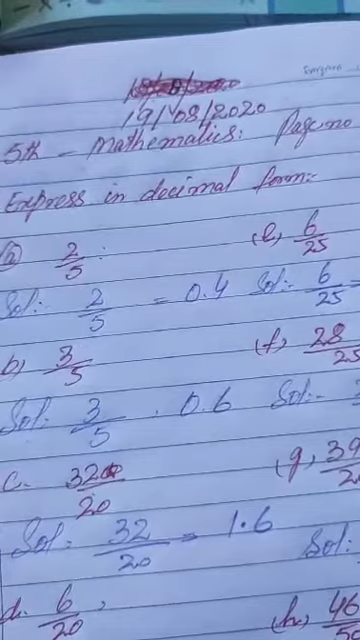 19/08/2020
5th - Mathematics: Page no
Express in decimal form:-
(a) 2/5 :
Sol:- 2/5 = 0.4
b) 3/5
Sol: 3/5 . 0.6
c. 320/20
Sol: 32/20 = 1.6
d. 6/20,
(e) 6/25
Sol:- 6/25 =
(f) 28/25
Sol:-
(g) 39
Sol:
(h) 46